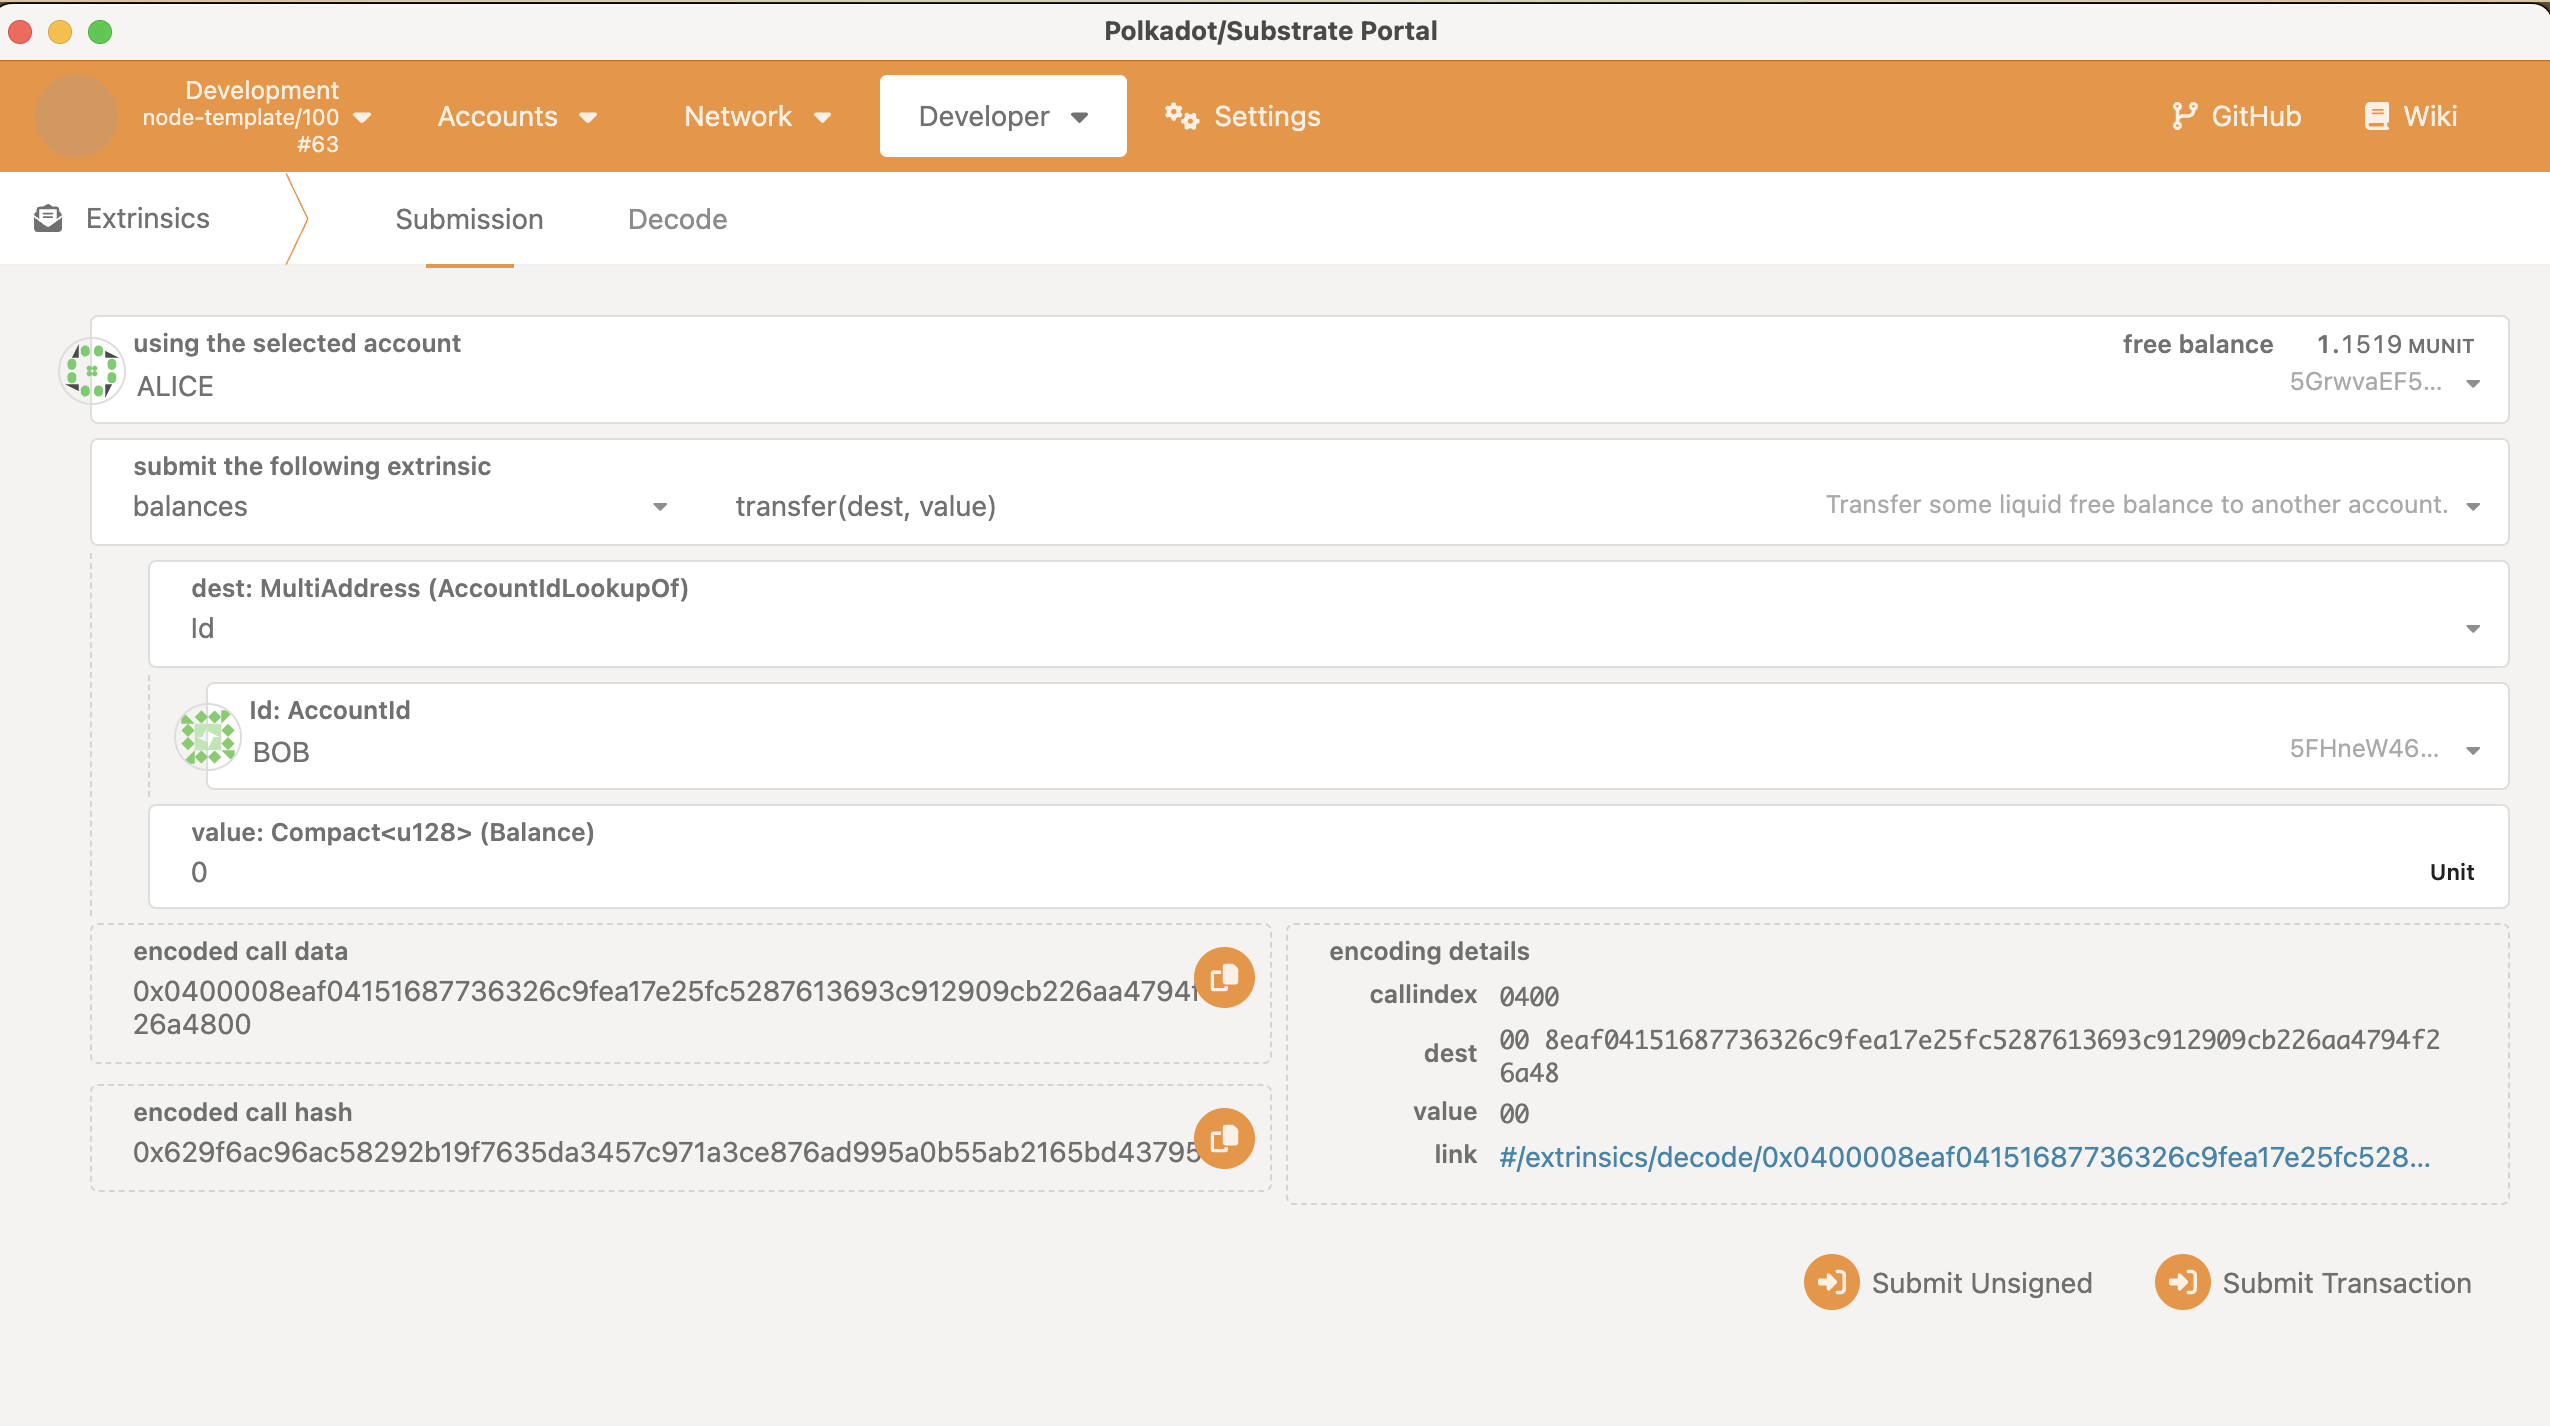 Polkadot/Substrate Portal
Development
node-template/100
#63
Accounts
Network
Developer
Settings
GitHub
Wiki
Extrinsics
Submission
Decode
using the selected account
ALICE
free balance 1.1519 MUNIT
5GrwvaEF5...
submit the following extrinsic
balances
transfer(dest, value)
Transfer some liquid free balance to another account.
dest: MultiAddress (AccountIdLookupOf)
Id
Id: AccountId
BOB
5FHneW46...
value: Compact<u128> (Balance)
0
Unit
encoded call data
0x0400008eaf04151687736326c9fea17e25fc5287613693c912909cb226aa4794f
26a4800
encoded call hash
0x629f6ac96ac58292b19f7635da3457c971a3ce876ad995a0b55ab2165bd43795
encoding details
callindex 0400
dest 00 8eaf04151687736326c9fea17e25fc5287613693c912909cb226aa4794f2
6a48
value 00
link #/extrinsics/decode/0x0400008eaf04151687736326c9fea17e25fc528...
Submit Unsigned
Submit Transaction